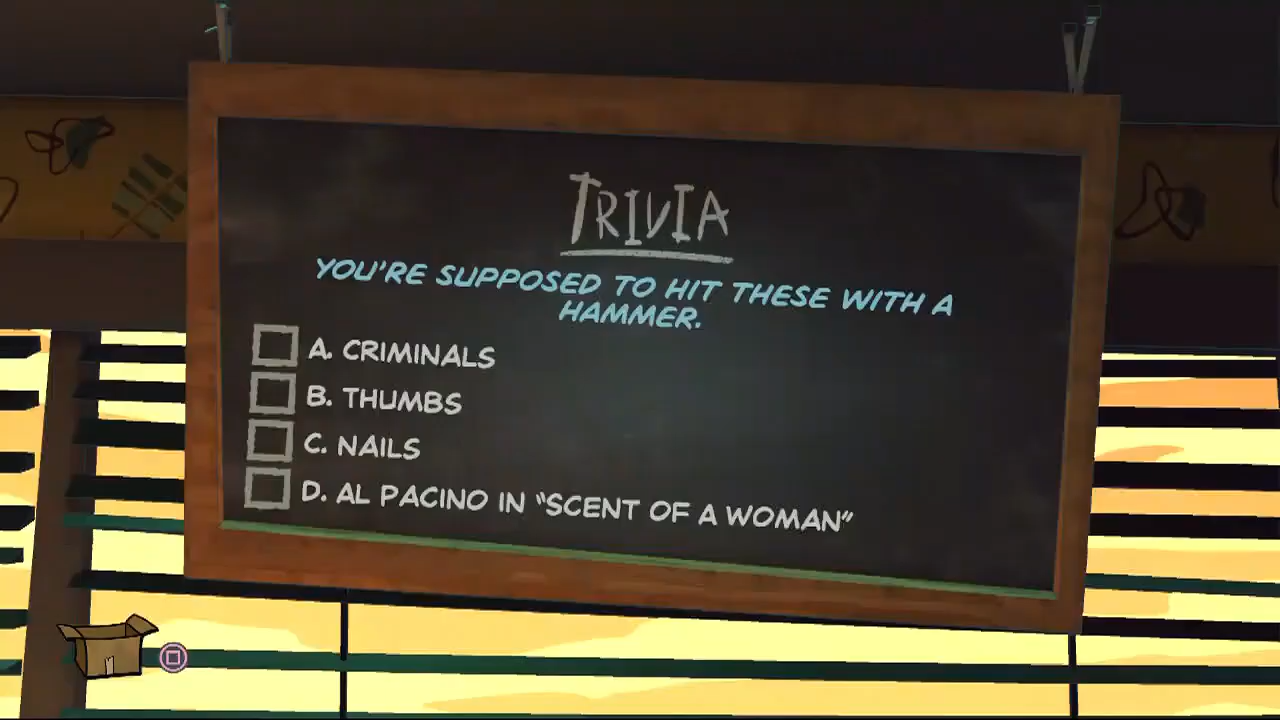 TRIVIA
YOU'RE SUPPOSED TO HIT THESE WITH A
HAMMER.
A. CRIMINALS
B. THUMBS
C. NAILS
D. AL PACINO IN "SCENT OF A WOMAN"